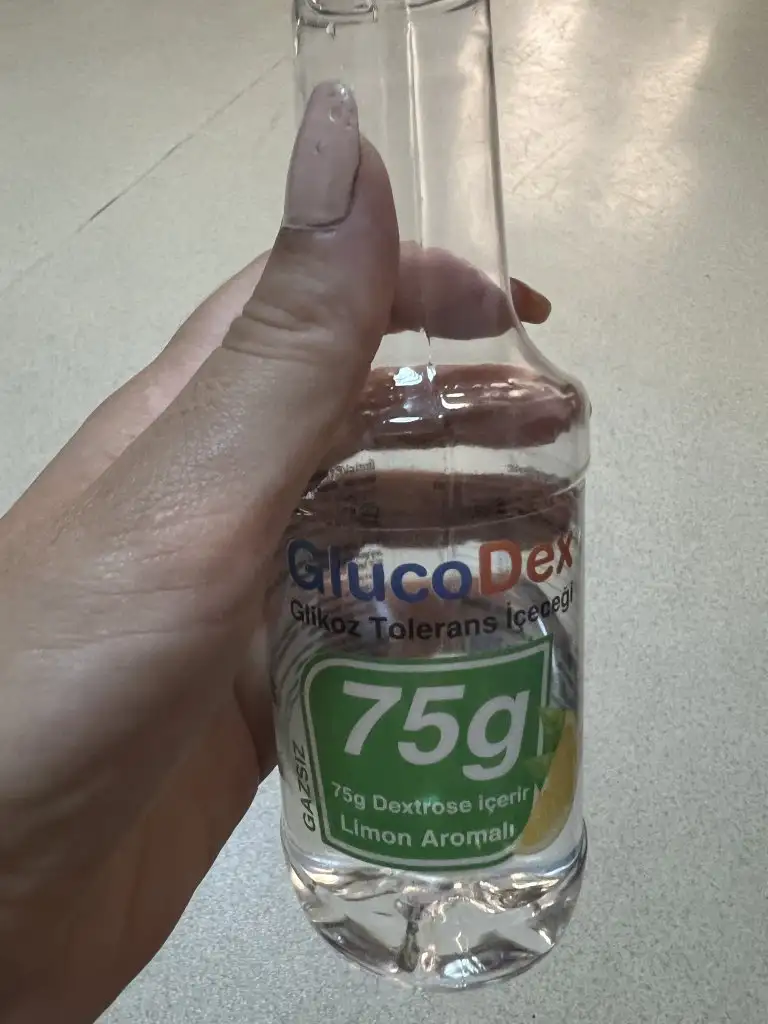 GlucoDex
Glikoz Tolerans İçeceği
75g
75g Dextrose içerir
Limon Aromalı
GAZSIZ